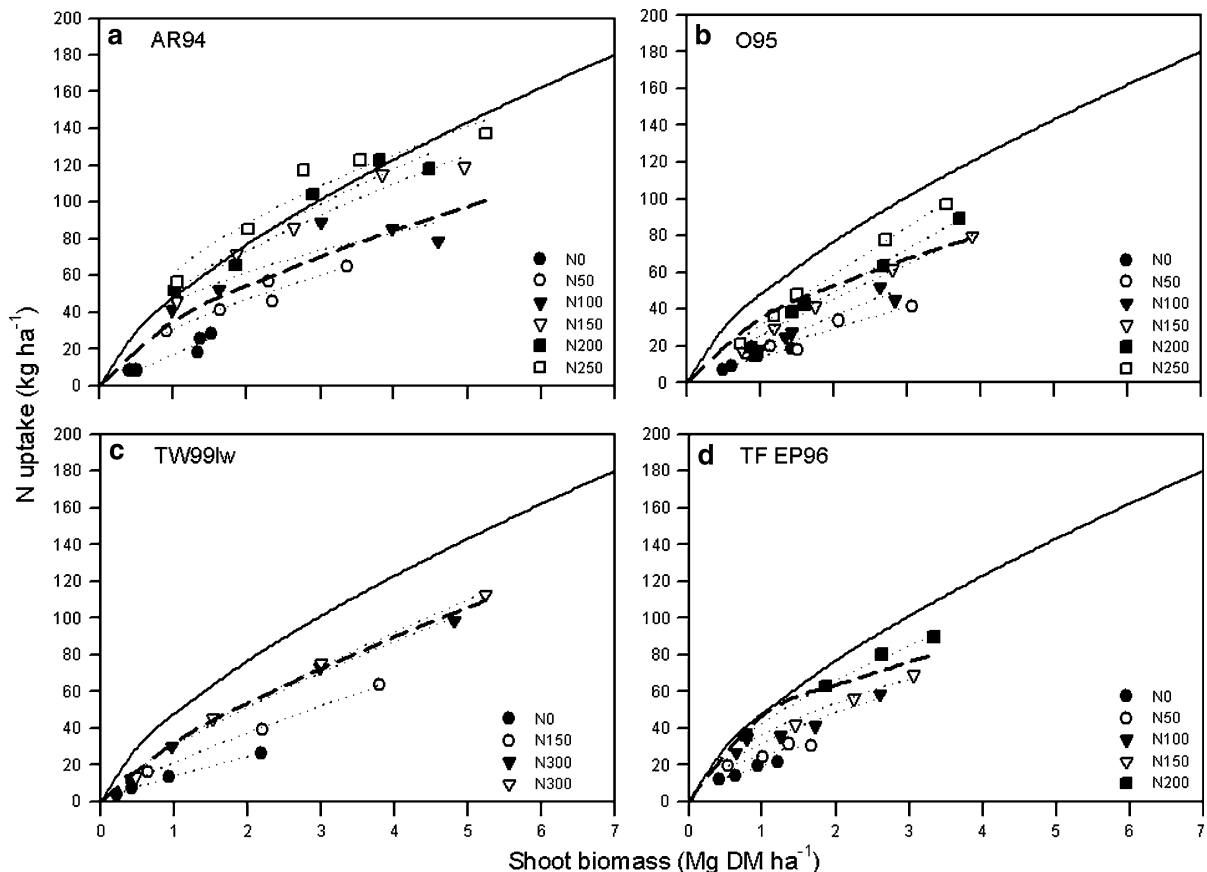 a AR94
200
180
160
140
120
100
80
60
40
20
0
N0
N50
N100
N150
N200
N250
b O95
200
180
160
140
120
100
80
60
40
20
0
N0
N50
N100
N150
N200
N250
N uptake (kg ha⁻¹)
c TW99lw
200
180
160
140
120
100
80
60
40
20
0
N0
N150
N300
N300
0 1 2 3 4 5 6 7
d TF EP96
200
180
160
140
120
100
80
60
40
20
0
N0
N50
N100
N150
N200
0 1 2 3 4 5 6 7
Shoot biomass (Mg DM ha⁻¹)